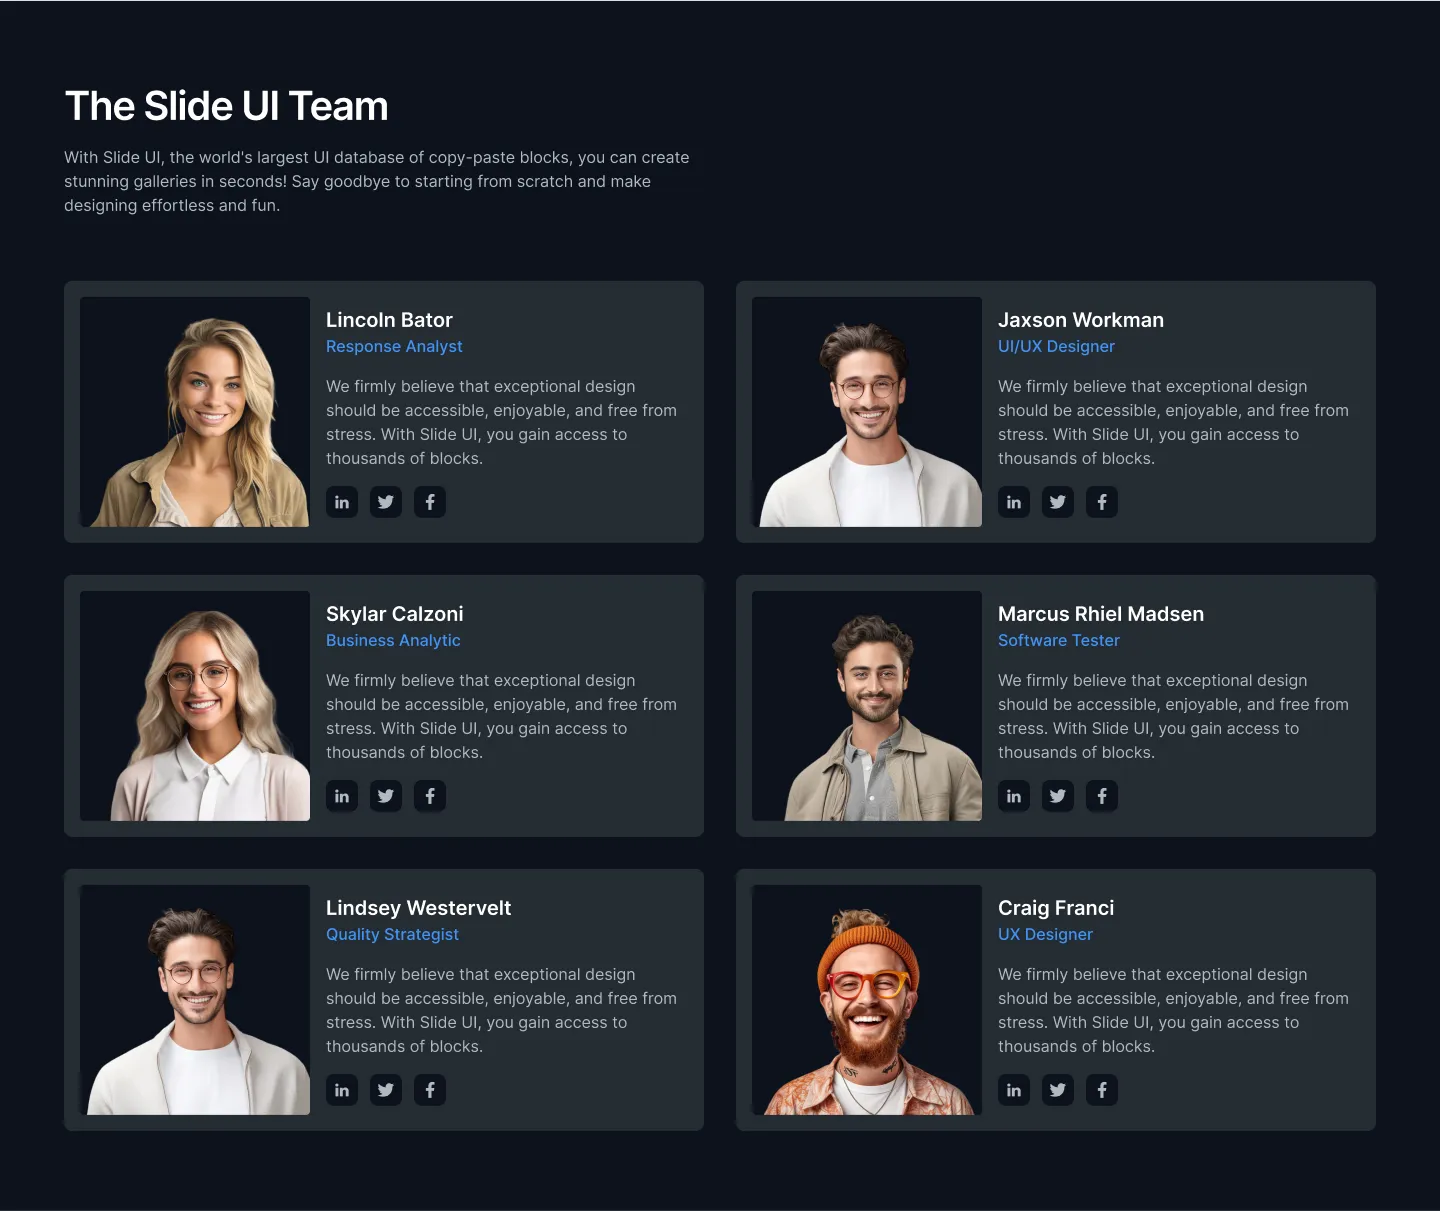 The Slide UI Team
With Slide UI, the world's largest UI database of copy-paste blocks, you can create
stunning galleries in seconds! Say goodbye to starting from scratch and make
designing effortless and fun.
Lincoln Bator
Response Analyst
We firmly believe that exceptional design
should be accessible, enjoyable, and free from
stress. With Slide UI, you gain access to
thousands of blocks.
in
f
Jaxson Workman
UI/UX Designer
We firmly believe that exceptional design
should be accessible, enjoyable, and free from
stress. With Slide UI, you gain access to
thousands of blocks.
in
f
Skylar Calzoni
Business Analytic
We firmly believe that exceptional design
should be accessible, enjoyable, and free from
stress. With Slide UI, you gain access to
thousands of blocks.
in
f
Marcus Rhiel Madsen
Software Tester
We firmly believe that exceptional design
should be accessible, enjoyable, and free from
stress. With Slide UI, you gain access to
thousands of blocks.
in
f
Lindsey Westervelt
Quality Strategist
We firmly believe that exceptional design
should be accessible, enjoyable, and free from
stress. With Slide UI, you gain access to
thousands of blocks.
in
f
Craig Franci
UX Designer
We firmly believe that exceptional design
should be accessible, enjoyable, and free from
stress. With Slide UI, you gain access to
thousands of blocks.
in
f